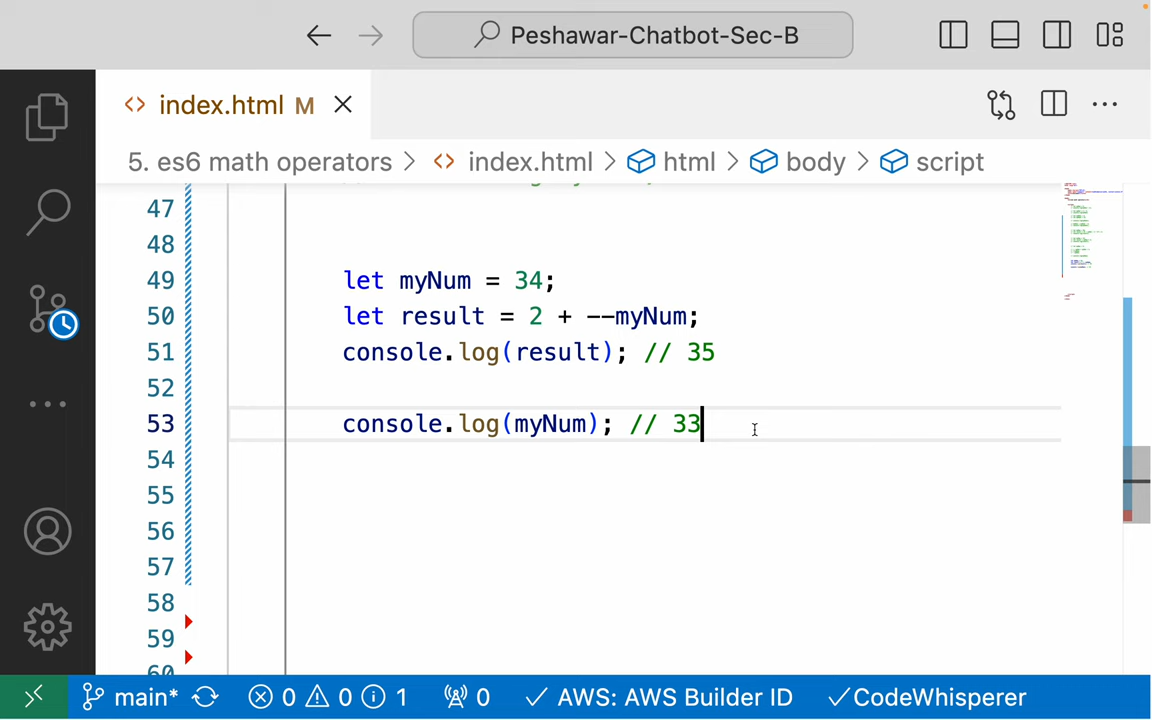 Peshawar-Chatbot-Sec-B
index.html M
5. es6 math operators > index.html > html > body > script
47
48
49 let myNum = 34;
50 let result = 2 + --myNum;
51 console.log(result); // 35
52
53 console.log(myNum); // 33
54
55
56
57
58
59
60
main* 0 0 1 0 AWS: AWS Builder ID CodeWhisperer